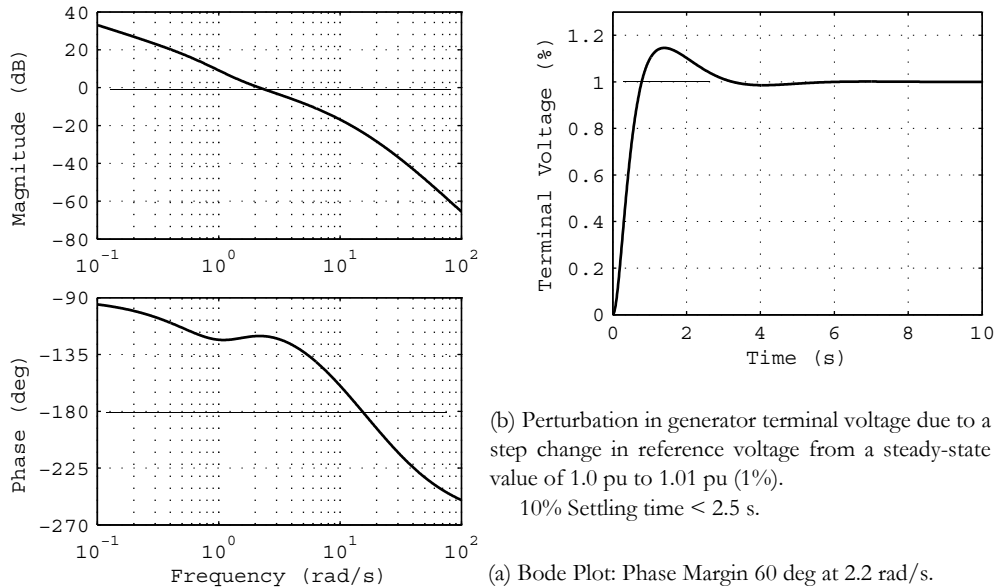 40
20
0
−20
−40
−60
−80
Magnitude (dB)
10^-1 10^0 10^1 10^2
−90
−135
−180
−225
−270
Phase (deg)
10^-1 10^0 10^1 10^2
Frequency (rad/s)
1.2
1
0.8
0.6
0.4
0.2
0
Terminal Voltage (%)
0 2 4 6 8 10
Time (s)
(b) Perturbation in generator terminal voltage due to a
step change in reference voltage from a steady-state
value of 1.0 pu to 1.01 pu (1%).
10% Settling time < 2.5 s.
(a) Bode Plot: Phase Margin 60 deg at 2.2 rad/s.